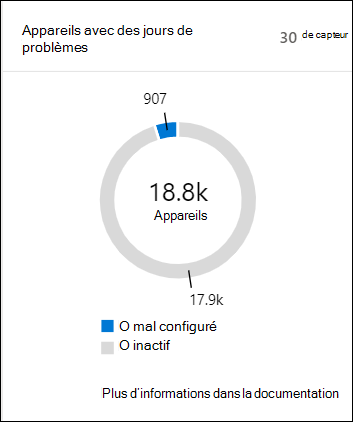 Appareils avec des jours de
problèmes
30 de capteur
907
18.8k
Appareils
17.9k
O mal configuré
O inactif
Plus d'informations dans la documentation